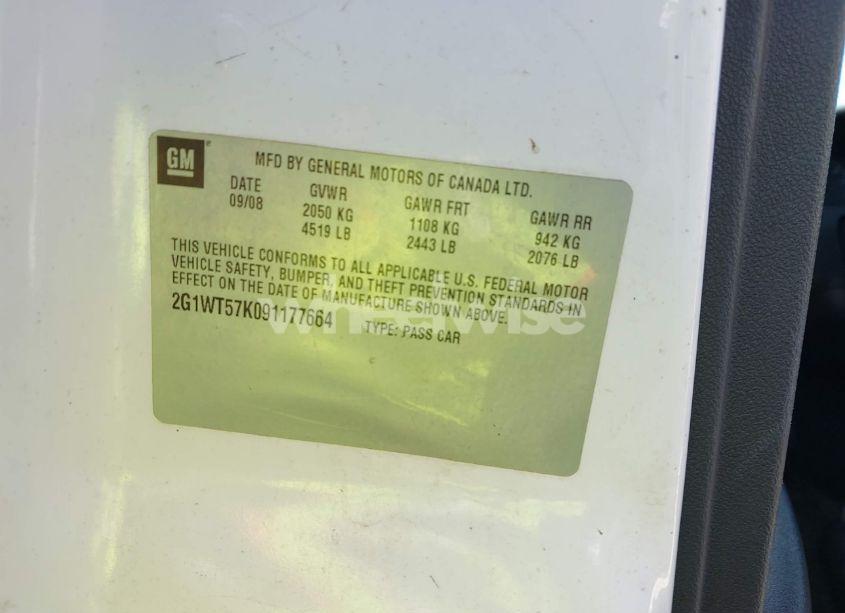 GM ®
MFD BY GENERAL MOTORS OF CANADA LTD.
DATE GVWR GAWR FRT GAWR RR
09/08 2050 KG 1108 KG 942 KG
4519 LB 2443 LB 2076 LB
THIS VEHICLE CONFORMS TO ALL APPLICABLE U.S. FEDERAL MOTOR
VEHICLE SAFETY, BUMPER, AND THEFT PREVENTION STANDARDS IN
EFFECT ON THE DATE OF MANUFACTURE SHOWN ABOVE.
2G1WT57K091177664 TYPE: PASS CAR
wheelwise